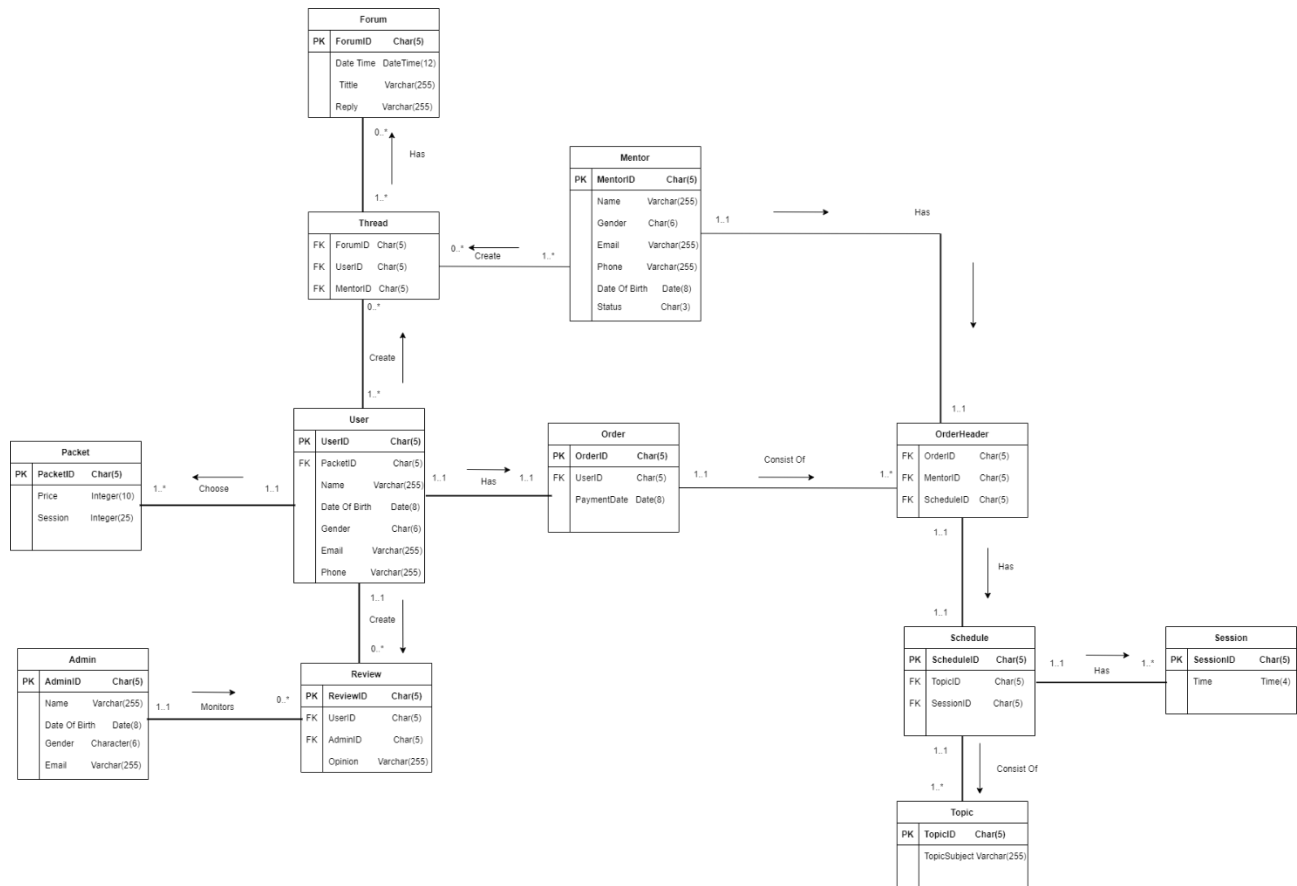 Forum
PK ForumID Char(5)
Date Time DateTime(12)
Tittle Varchar(255)
Reply Varchar(255)
0..*
Has
1..*
Thread
FK ForumID Char(5)
FK UserID Char(5)
FK MentorID Char(5)
0..*
Create
1..*
Mentor
PK MentorID Char(5)
Name Varchar(255)
Gender Char(6)
Email Varchar(255)
Phone Varchar(255)
Date Of Birth Date(8)
Status Char(3)
1..1
Has
1..1
0..*
Create
1..*
User
PK UserID Char(5)
FK PacketID Char(5)
Name Varchar(255)
Date Of Birth Date(8)
Gender Char(6)
Email Varchar(255)
Phone Varchar(255)
Packet
PK PacketID Char(5)
Price Integer(10)
Session Integer(25)
1..*
Choose
1..1
1..1
Has
1..1
Order
PK OrderID Char(5)
FK UserID Char(5)
PaymentDate Date(8)
1..1
Consist Of
1..*
OrderHeader
FK OrderID Char(5)
FK MentorID Char(5)
FK ScheduleID Char(5)
1..1
Has
1..1
1..1
Create
0..*
Admin
PK AdminID Char(5)
Name Varchar(255)
Date Of Birth Date(8)
Gender Character(6)
Email Varchar(255)
1..1
Monitors
0..*
Review
PK ReviewID Char(5)
FK UserID Char(5)
FK AdminID Char(5)
Opinion Varchar(255)
Schedule
PK ScheduleID Char(5)
FK TopicID Char(5)
FK SessionID Char(5)
1..1
Has
1..*
Session
PK SessionID Char(5)
Time Time(4)
1..1
Consist Of
1..*
Topic
PK TopicID Char(5)
TopicSubject Varchar(255)